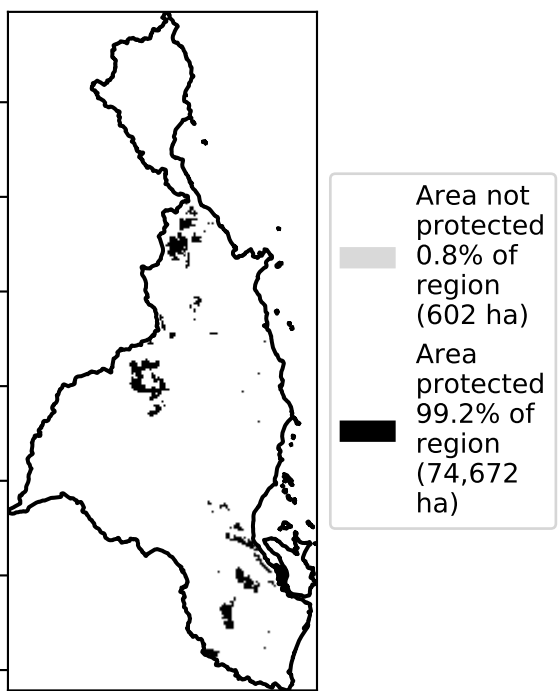 Area not
protected
0.8% of
region
(602 ha)
Area
protected
99.2% of
region
(74,672
ha)